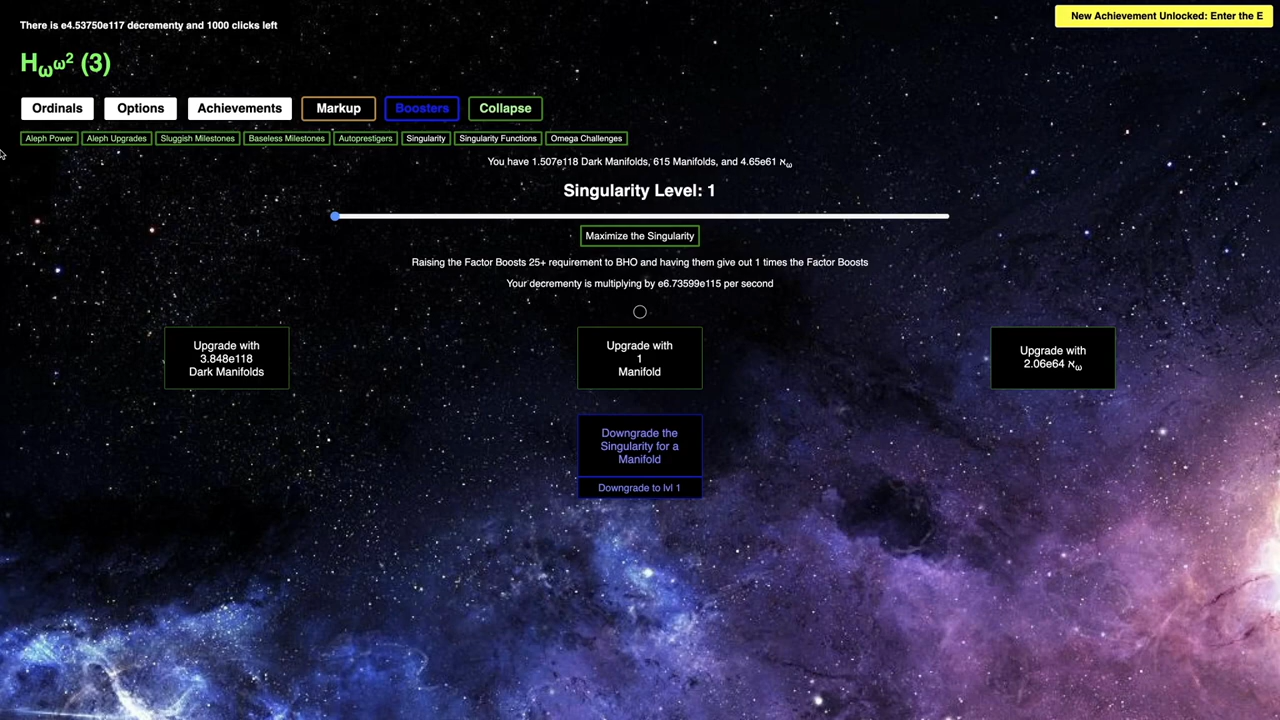 There is e4.53750e117 decrementy and 1000 clicks left
New Achievement Unlocked: Enter the E
H_ω^ω^2 (3)
Ordinals Options Achievements Markup Boosters Collapse
Aleph Power Aleph Upgrades Sluggish Milestones Baseless Milestones Autoprestigers Singularity Singularity Functions Omega Challenges
You have 1.507e118 Dark Manifolds, 615 Manifolds, and 4.65e61 ℵω
Singularity Level: 1
Maximize the Singularity
Raising the Factor Boosts 25+ requirement to BHO and having them give out 1 times the Factor Boosts
Your decrementy is multiplying by e6.73599e115 per second
Upgrade with
3.848e118
Dark Manifolds
Upgrade with
1
Manifold
Upgrade with
2.06e64 ℵω
Downgrade the
Singularity for a
Manifold
Downgrade to lvl 1